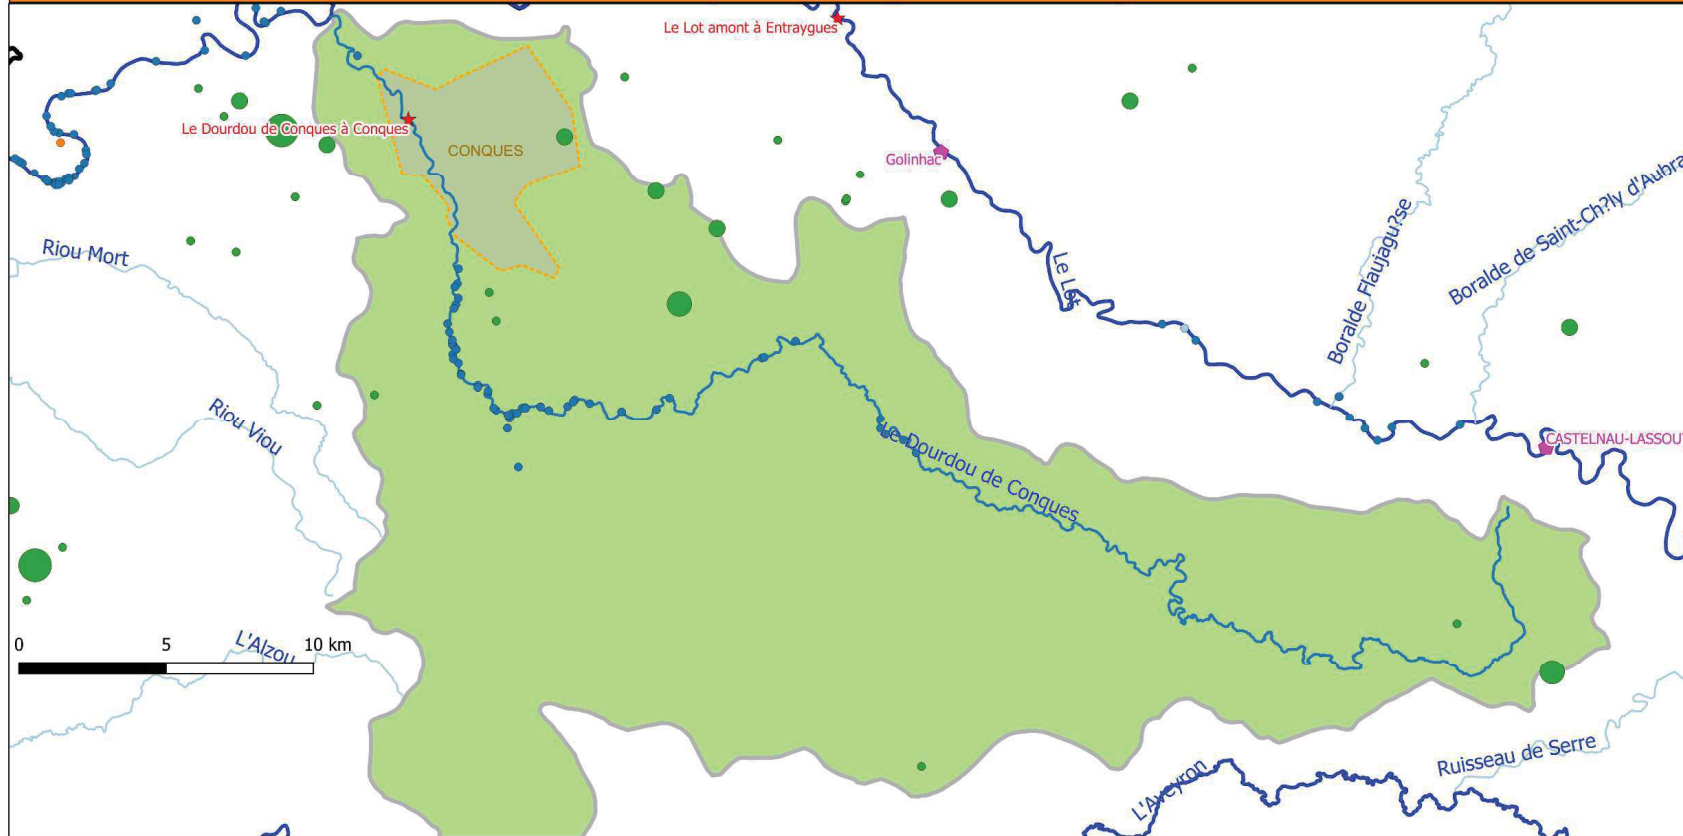 Le Lot amont à Entraygues
Le Dourdou de Conques à Conques
CONQUES
Golinhac
Riou Mort
Le Lot
Boralde Flaujagu?se
Boralde de Saint-Ch?ly d'Aubra
Riou Viou
Le Dourdou de Conques
CASTELNAU-LASSOU
0 5 10 km
L'Alzou
L'Aveyron
Ruisseau de Serre